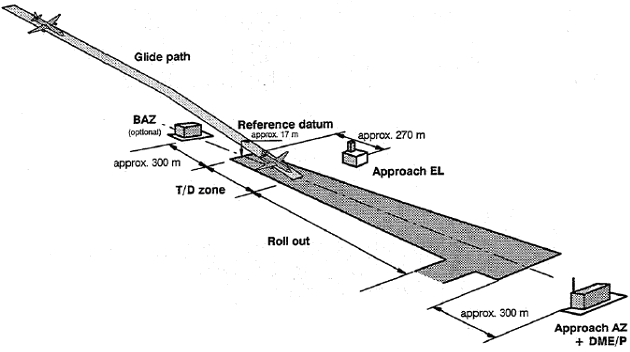 Glide path
BAZ
(optional)
Reference datum
approx. 17 m
approx. 270 m
approx. 300 m
Approach EL
T/D zone
Roll out
approx. 300 m
Approach AZ
+ DME/P